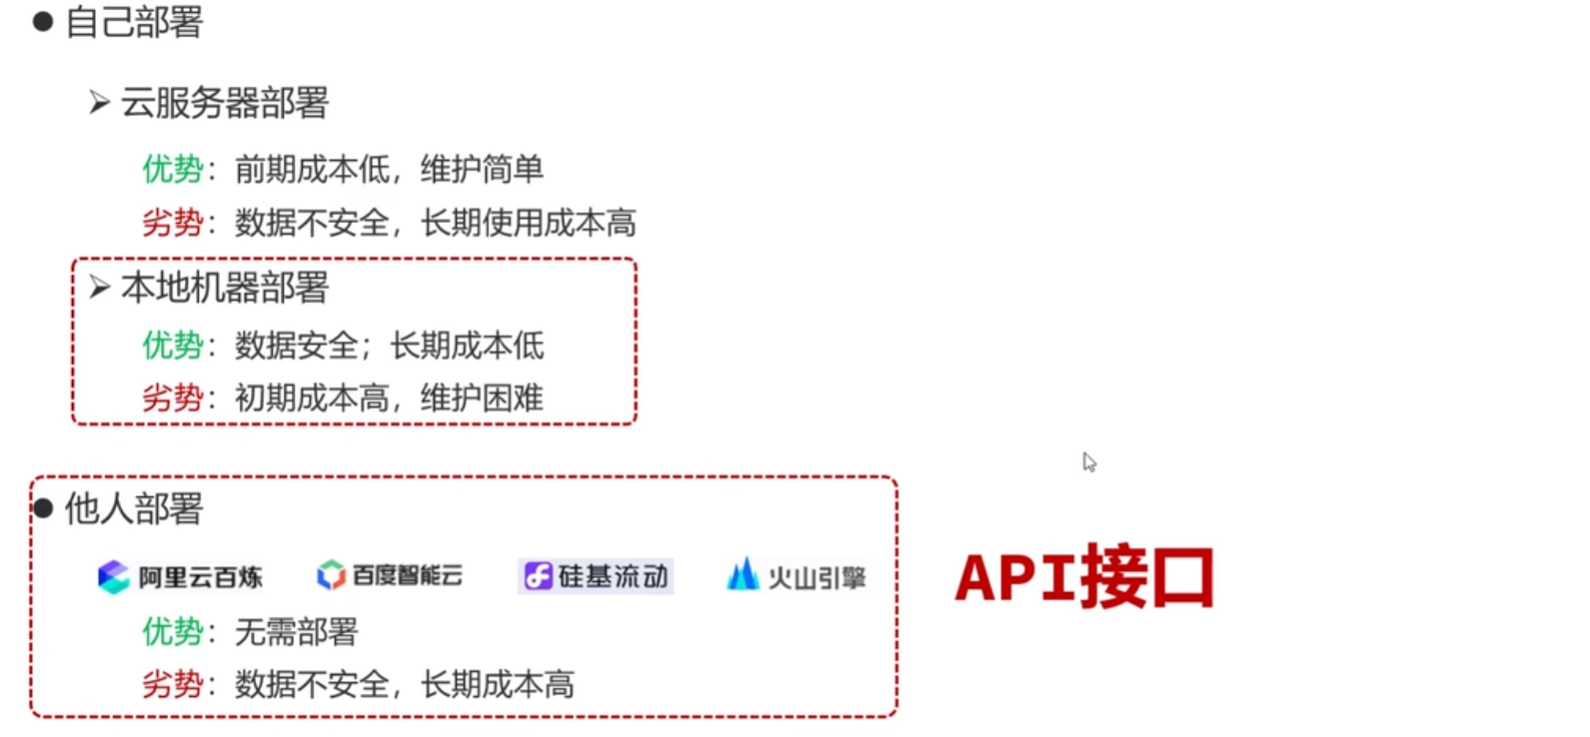 ● 自己部署
➢ 云服务器部署
优势：前期成本低，维护简单
劣势：数据不安全，长期使用成本高
➢ 本地机器部署
优势：数据安全；长期成本低
劣势：初期成本高，维护困难
● 他人部署
阿里云百炼 百度智能云 硅基流动 火山引擎
API接口
优势：无需部署
劣势：数据不安全，长期成本高